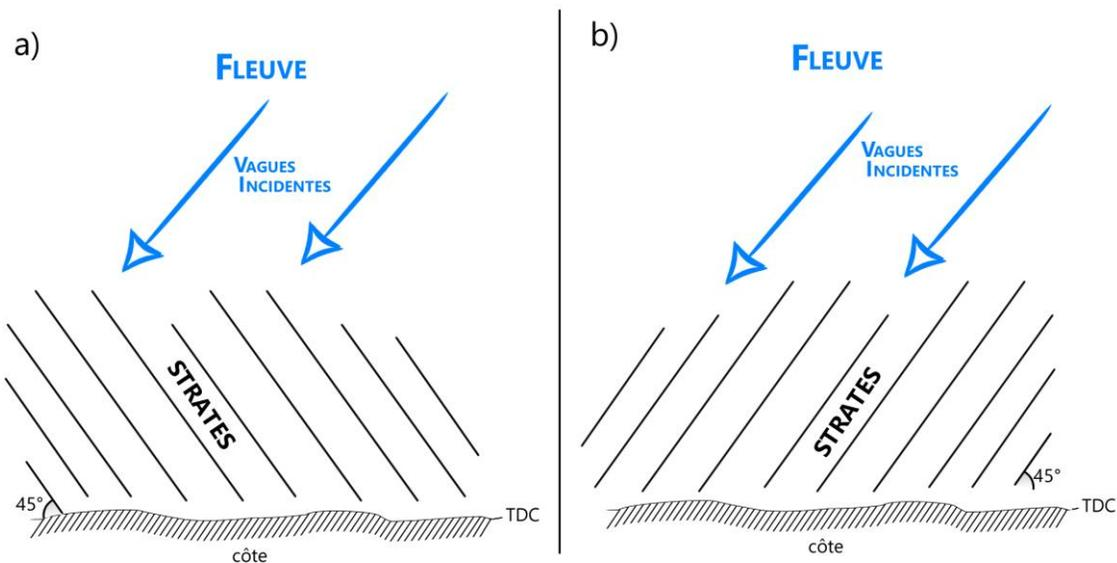 a)
FLEUVE
VAGUES
INCIDENTES
STRATES
45°
TDC
côte
b)
FLEUVE
VAGUES
INCIDENTES
STRATES
45°
TDC
côte